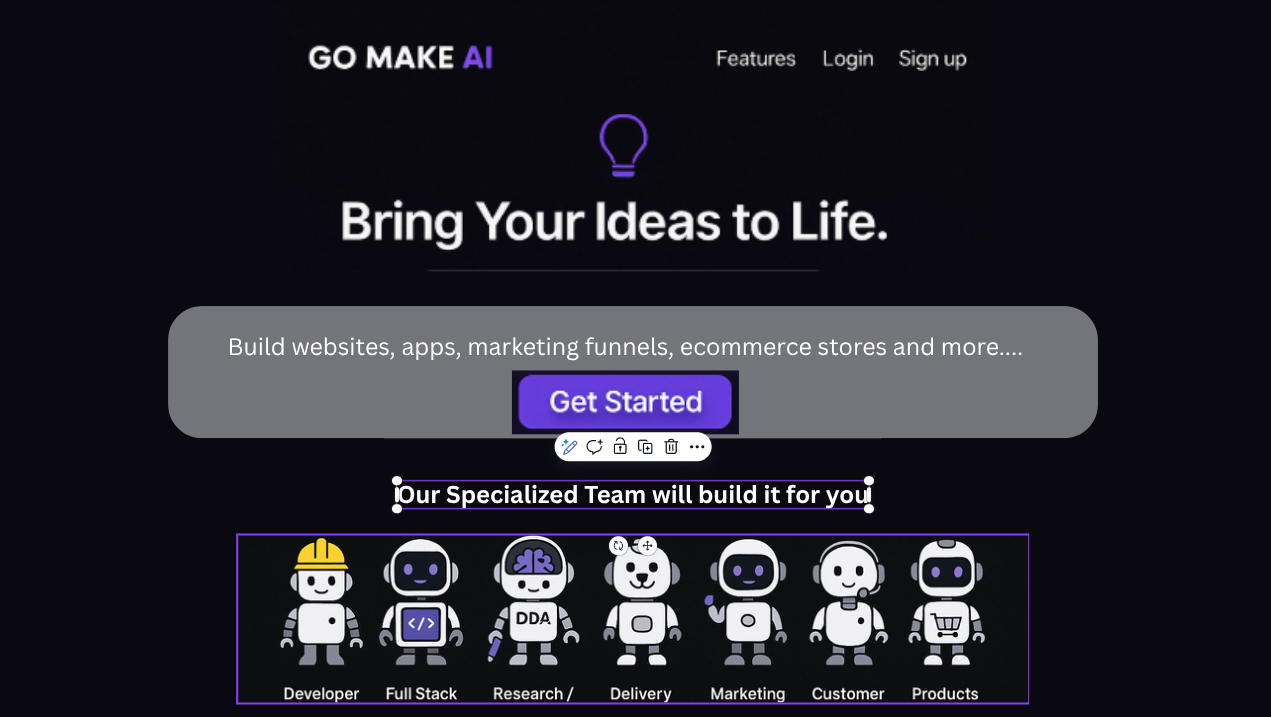 GO MAKE AI
Features Login Sign up
Bring Your Ideas to Life.
Build websites, apps, marketing funnels, ecommerce stores and more....
Get Started
Our Specialized Team will build it for you
</>
DDA
Developer Full Stack Research / Delivery Marketing Customer Products